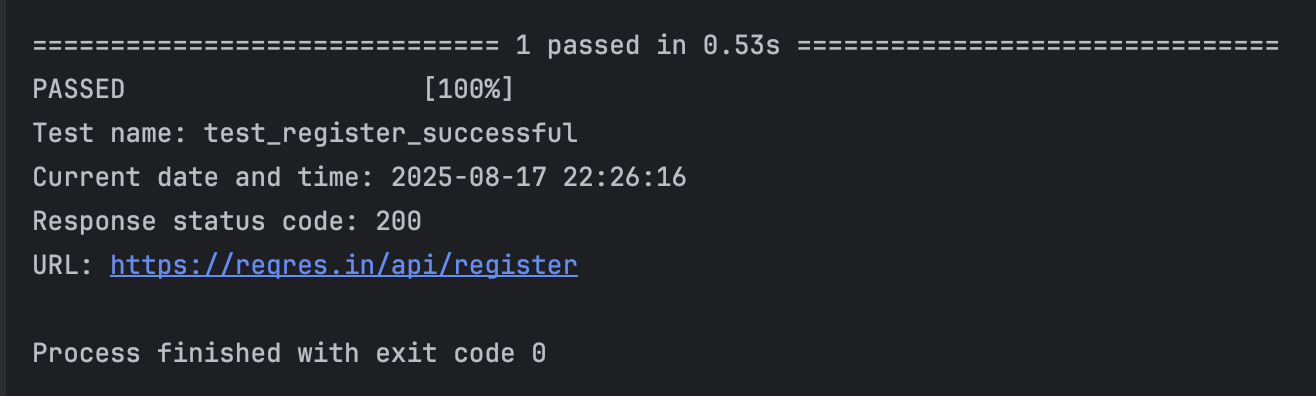 ============================== 1 passed in 0.53s ===============================
PASSED                   [100%]
Test name: test_register_successful
Current date and time: 2025-08-17 22:26:16
Response status code: 200
URL: https://reqres.in/api/register
Process finished with exit code 0